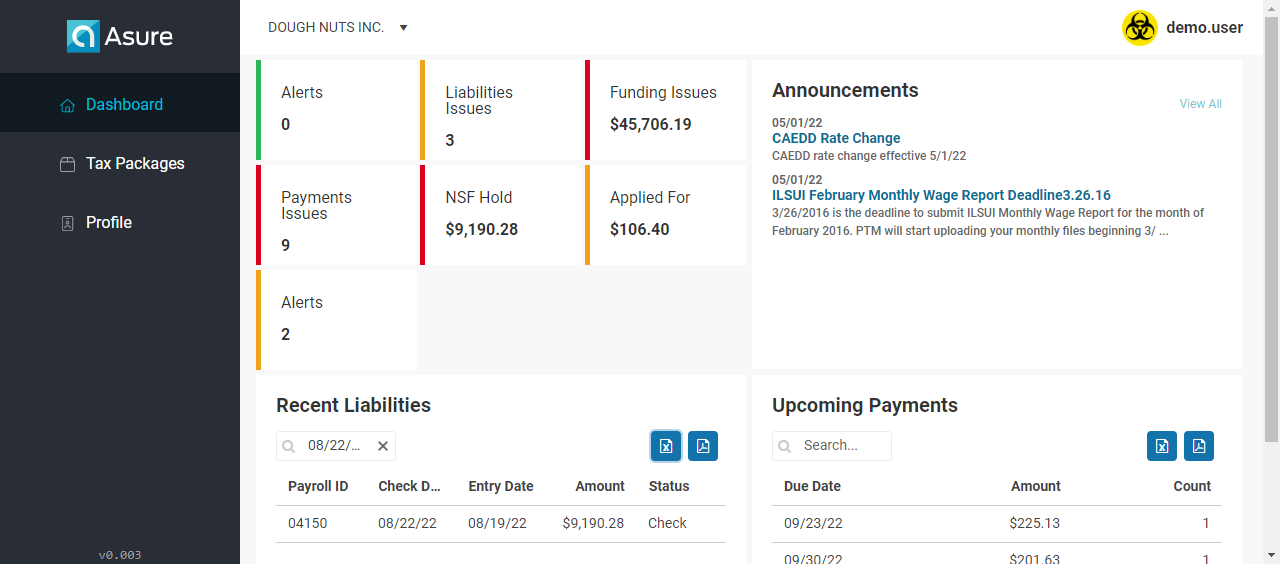 Asure
DOUGH NUTS INC.
demo.user
Dashboard
Tax Packages
Profile
v0.003
Alerts
0
Liabilities
Issues
3
Funding Issues
$45,706.19
Payments
Issues
9
NSF Hold
$9,190.28
Applied For
$106.40
Alerts
2
Announcements
View All
05/01/22
CAEDD Rate Change
CAEDD rate change effective 5/1/22
05/01/22
ILSUI February Monthly Wage Report Deadline3.26.16
3/26/2016 is the deadline to submit ILSUI Monthly Wage Report for the month of
February 2016. PTM will start uploading your monthly files beginning 3/ ...
Recent Liabilities
08/22/...
Payroll ID Check D... Entry Date Amount Status
04150 08/22/22 08/19/22 $9,190.28 Check
Upcoming Payments
Search...
Due Date Amount Count
09/23/22 $225.13 1
09/30/22 $201.63 1